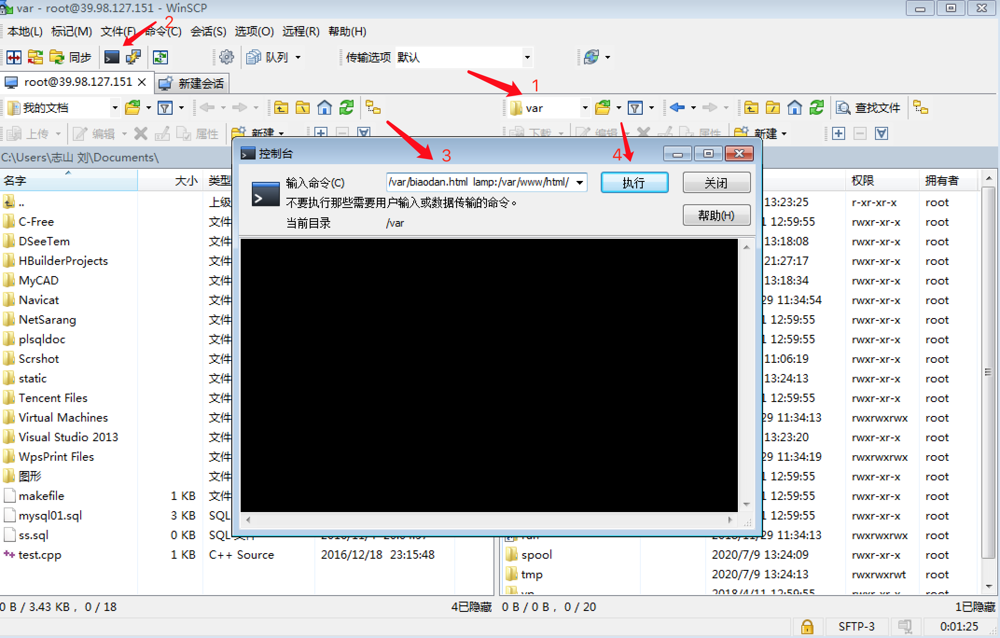 var - root@39.98.127.151 - WinSCP
2
本地(L) 标记(M) 文件(F) 命令(C) 会话(S) 选项(O) 远程(R) 帮助(H)
同步 队列 传输选项 默认
root@39.98.127.151 新建会话
1
我的文档 var 查找文件
上传 编辑 属性 新建 下载 编辑 属性 新建
C:\Users\志山 刘\Documents\
控制台
3
4
输入命令(C) /var/biaodan.html lamp:/var/www/html/ 执行 关闭
不要执行那些需要用户输入或数据传输的命令。
帮助(H)
当前目录 /var
名字 大小 类型 权限 拥有者
.. 上级 13:23:25 r-xr-xr-x root
C-Free 文件 1 12:59:55 rwxr-xr-x root
DSeeTem 文件 13:18:08 rwxr-xr-x root
HBuilderProjects 文件 21:27:17 rwxr-xr-x root
MyCAD 文件 13:18:34 rwxr-xr-x root
Navicat 文件 29 11:34:54 rwxr-xr-x root
NetSarang 文件 1 12:59:55 rwxr-xr-x root
plsqldoc 文件 1 12:59:55 rwxr-xr-x root
Scrshot 文件 11:06:19 rwxr-xr-x root
static 文件 13:24:13 rwxr-xr-x root
Tencent Files 文件 1 12:59:55 rwxr-xr-x root
Virtual Machines 文件 29 11:34:13 rwxrwxrwx root
Visual Studio 2013 文件 13:23:20 rwxr-xr-x root
WpsPrint Files 文件 29 11:34:19 rwxrwxrwx root
图形 文件 1 12:59:55 rwxr-xr-x root
makefile 1 KB 文件 1 12:59:55 rwxr-xr-x root
mysql01.sql 3 KB SQL 1 12:59:55 rwxr-xr-x root
ss.sql 0 KB SQL 文件 run 2018/11/29 11:34:13 rwxrwxrwx root
test.cpp 1 KB C++ Source 2016/12/18 23:15:48 spool 2020/7/9 13:24:09 rwxr-xr-x root
tmp 2020/7/9 13:24:13 rwxrwxrwt root
2018/4/11 12:59:55 rwxr-xr-x root
0 B / 3.43 KB, 0 / 18 4已隐藏 0 B / 0 B, 0 / 20 1已隐藏
SFTP-3 0:01:25